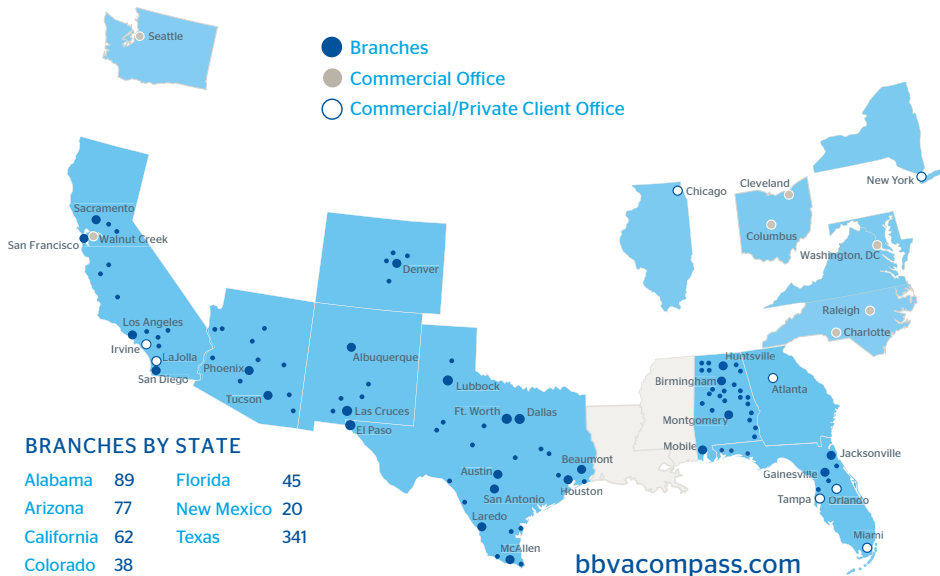 Seattle
Branches
Commercial Office
Commercial/Private Client Office
Chicago
Cleveland
New York
Columbus
Washington, DC
Raleigh
Charlotte
Sacramento
San Francisco
Walnut Creek
Denver
Los Angeles
Irvine
LaJolla
San Diego
Phoenix
Tucson
Albuquerque
Las Cruces
El Paso
Lubbock
Ft. Worth
Dallas
Austin
San Antonio
Beaumont
Houston
Laredo
McAllen
Huntsville
Birmingham
Atlanta
Montgomery
Mobile
Jacksonville
Gainesville
Tampa
Orlando
Miami
BRANCHES BY STATE
Alabama 89 Florida 45
Arizona 77 New Mexico 20
California 62 Texas 341
Colorado 38
bbvacompass.com